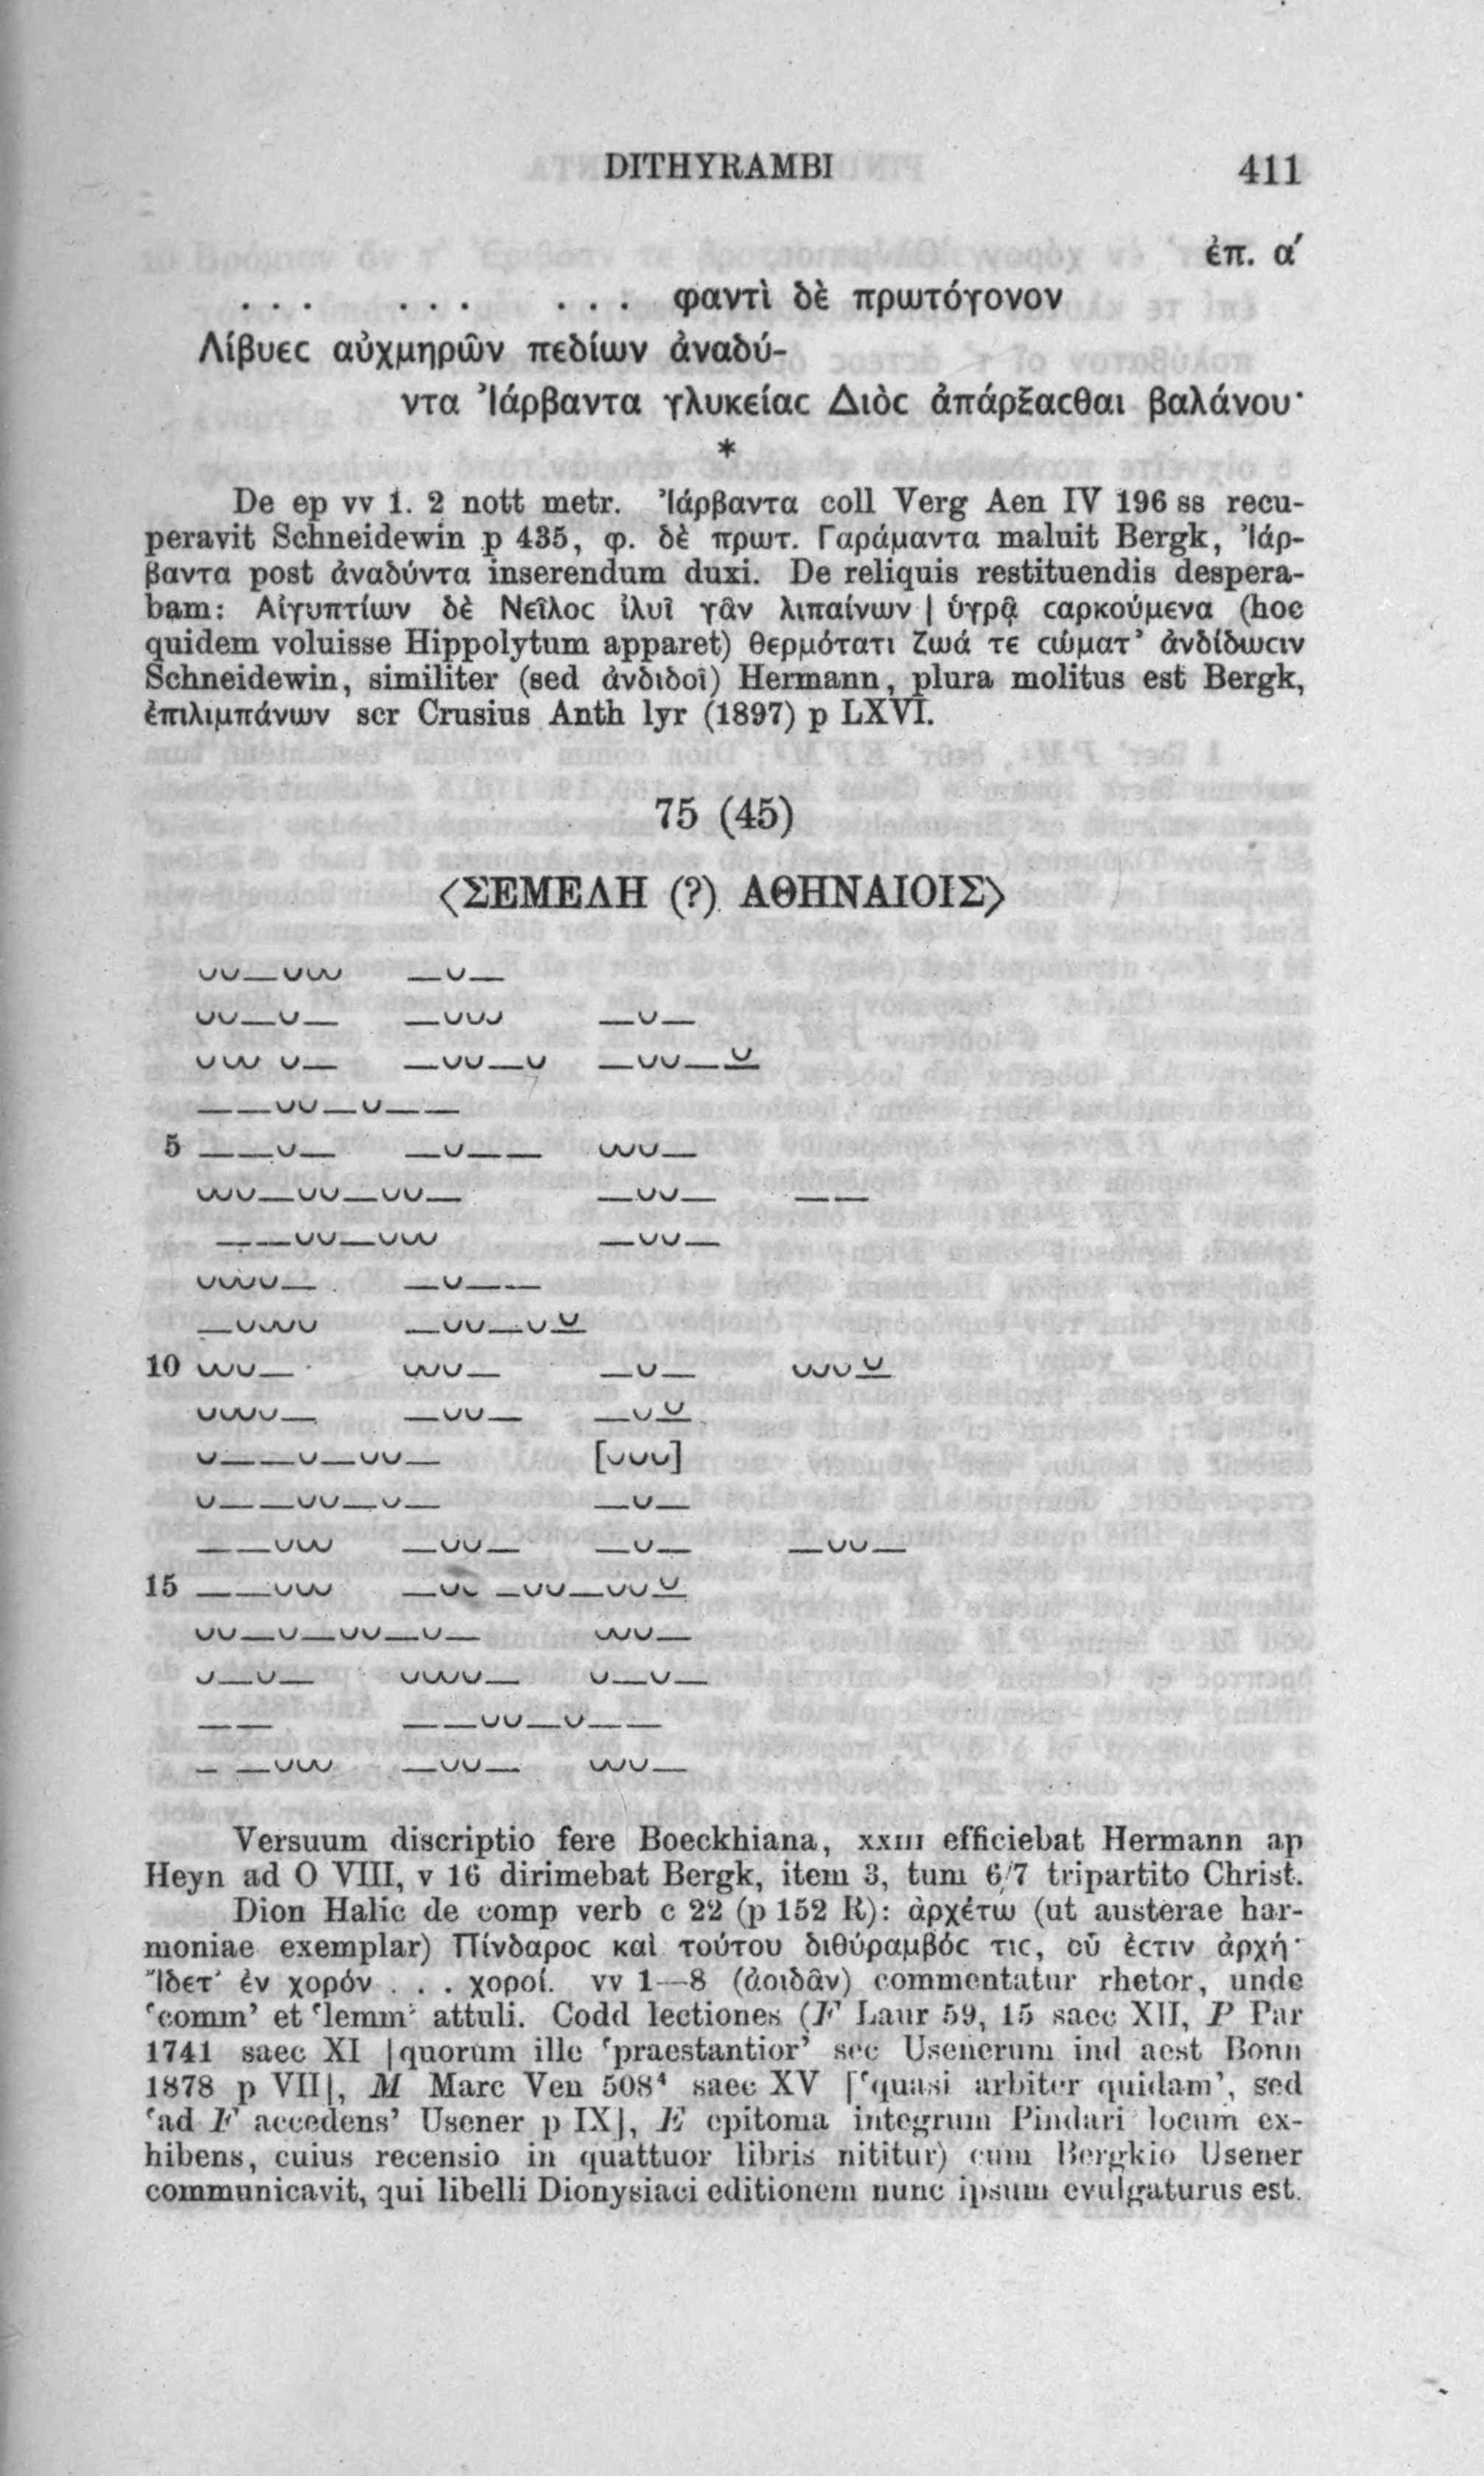 DITHYRAMBI 411
ἐπ. α′
. . . . . . . . . φαντὶ δὲ πρωτόγονον
Λίβυες αὐχμηρῶν πεδίων ἀναδύ-
ντα Ἰάρβαντα γλυκείας Διὸς ἀπάρξασθαι βαλάνου·
*
De ep vv 1. 2 nott metr. Ἰάρβαντα coll Verg Aen IV 196 ss recu-
peravit Schneidewin p 435, φ. δὲ πρωτ. Γαράμαντα maluit Bergk, Ἰάρ-
βαντα post ἀναδύντα inserendum duxi. De reliquis restituendis despera-
bam: Αἰγυπτίων δὲ Νεῖλος ἰλυῖ γᾶν λιπαίνων | ὑγρᾷ σαρκούμενα (hoc
quidem voluisse Hippolytum apparet) θερμότατι ζωά τε σώματ’ ἀνδίδωσιν
Schneidewin, similiter (sed ἀνδιδοῖ) Hermann, plura molitus est Bergk,
ἐπιλιμπάνων scr Crusius Anth lyr (1897) p LXVI.
75 (45)
⟨ΣΕΜΕΛΗ (?) ΑΘΗΝΑΙΟΙΣ⟩
⏑⏑–⏑⏑⏑ –⏑–
⏑⏑–⏑– –⏑⏑⏑ –⏑–
⏑⏑⏑ ⏑– –⏑⏑–⏑ –⏑⏑–⏓
––⏑⏑–⏑––
5 ––⏑– –⏑–– ⏑⏑⏑–
⏑⏑⏑–⏑⏑–⏑⏑– –⏑⏑– ––
––⏑⏑–⏑⏑⏑ –⏑⏑–
⏑⏑⏑⏑– –⏑––
–⏑⏑⏑⏑ –⏑⏑–⏑⏓
10 ⏑⏑⏑– ⏑⏑⏑– –⏑– ⏑⏑⏑⏓
⏑⏑⏑⏑– –⏑⏑– –⏑⏓
⏑––⏑–⏑⏑– [⏑⏑⏑]
⏑––⏑⏑–⏑– –⏑–
––⏑⏑⏑ –⏑⏑– –⏑– –⏑⏑–
15 ––⏑⏑⏑ –⏑⏑ –⏑⏑–⏑⏑⏓
⏑⏑–⏑–⏑⏑–⏑– ⏑⏑⏑–
⏑–⏑– ⏑⏑⏑⏑– ⏑–⏑–
–– ––⏑⏑–⏑––
– –⏑⏑⏑ –⏑⏑– ⏑⏑⏑–
Versuum discriptio fere Boeckhiana, XXIII efficiebat Hermann ap
Heyn ad O VIII, v 16 dirimebat Bergk, item 3, tum 6/7 tripartito Christ.
Dion Halic de comp verb c 22 (p 152 R): ἀρχέτω (ut austerae har-
moniae exemplar) Πίνδαρος καὶ τούτου διθύραμβός τις, οὗ ἐστιν ἀρχή·
Ἴδετ’ ἐν χορόν . . . χοροί. vv 1—8 (ἀοιδᾶν) commentatur rhetor, unde
‘comm’ et ‘lemm’ attuli. Codd lectiones (F Laur 59, 15 saec XII, P Par
1741 saec XI [quorum ille ‘praestantior’ sec Usenerum ind aest Bonn
1878 p VII], M Marc Ven 508⁴ saec XV [‘quasi arbiter quidam’, sed
‘ad F accedens’ Usener p IX], E epitoma integrum Pindari locum ex-
hibens, cuius recensio in quattuor libris nititur) cum Bergkio Usener
communicavit, qui libelli Dionysiaci editionem nunc ipsum evulgaturus est.